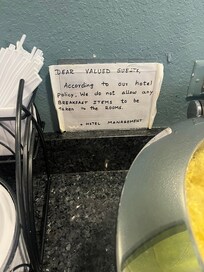 DEAR VALUED GUESTS,
According to our hotel
Policy, We do not allow any
BREAKFAST ITEMS to be
taken to the ROOMS.
- HOTEL MANAGEMENT